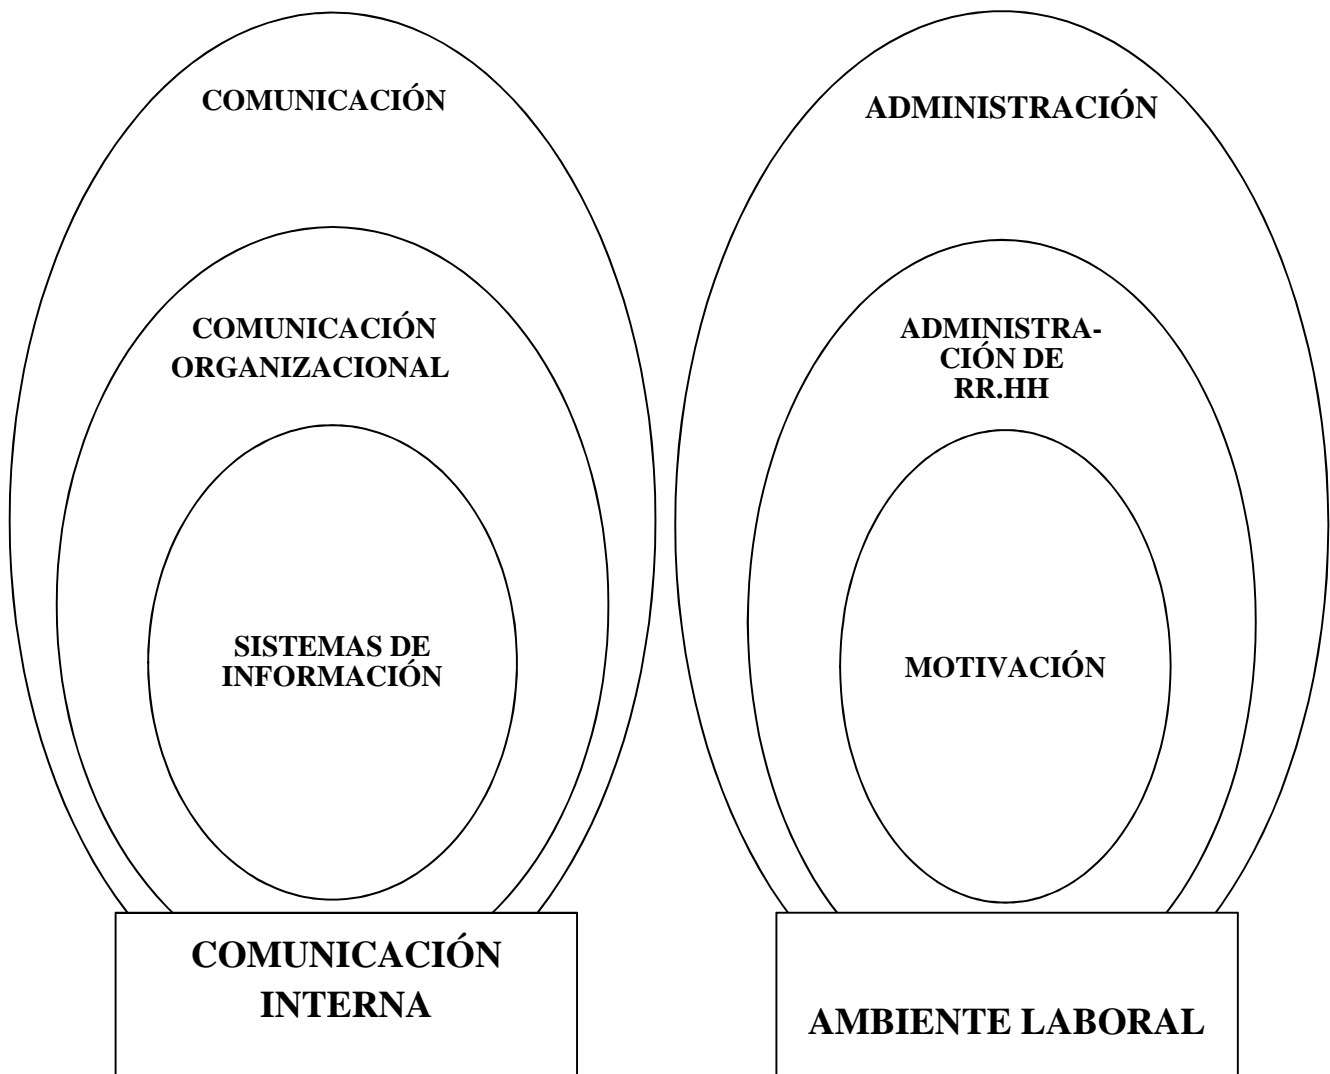 COMUNICACIÓN
COMUNICACIÓN
ORGANIZACIONAL
SISTEMAS DE
INFORMACIÓN
COMUNICACIÓN
INTERNA
ADMINISTRACIÓN
ADMINISTRA-
CIÓN DE
RR.HH
MOTIVACIÓN
AMBIENTE LABORAL